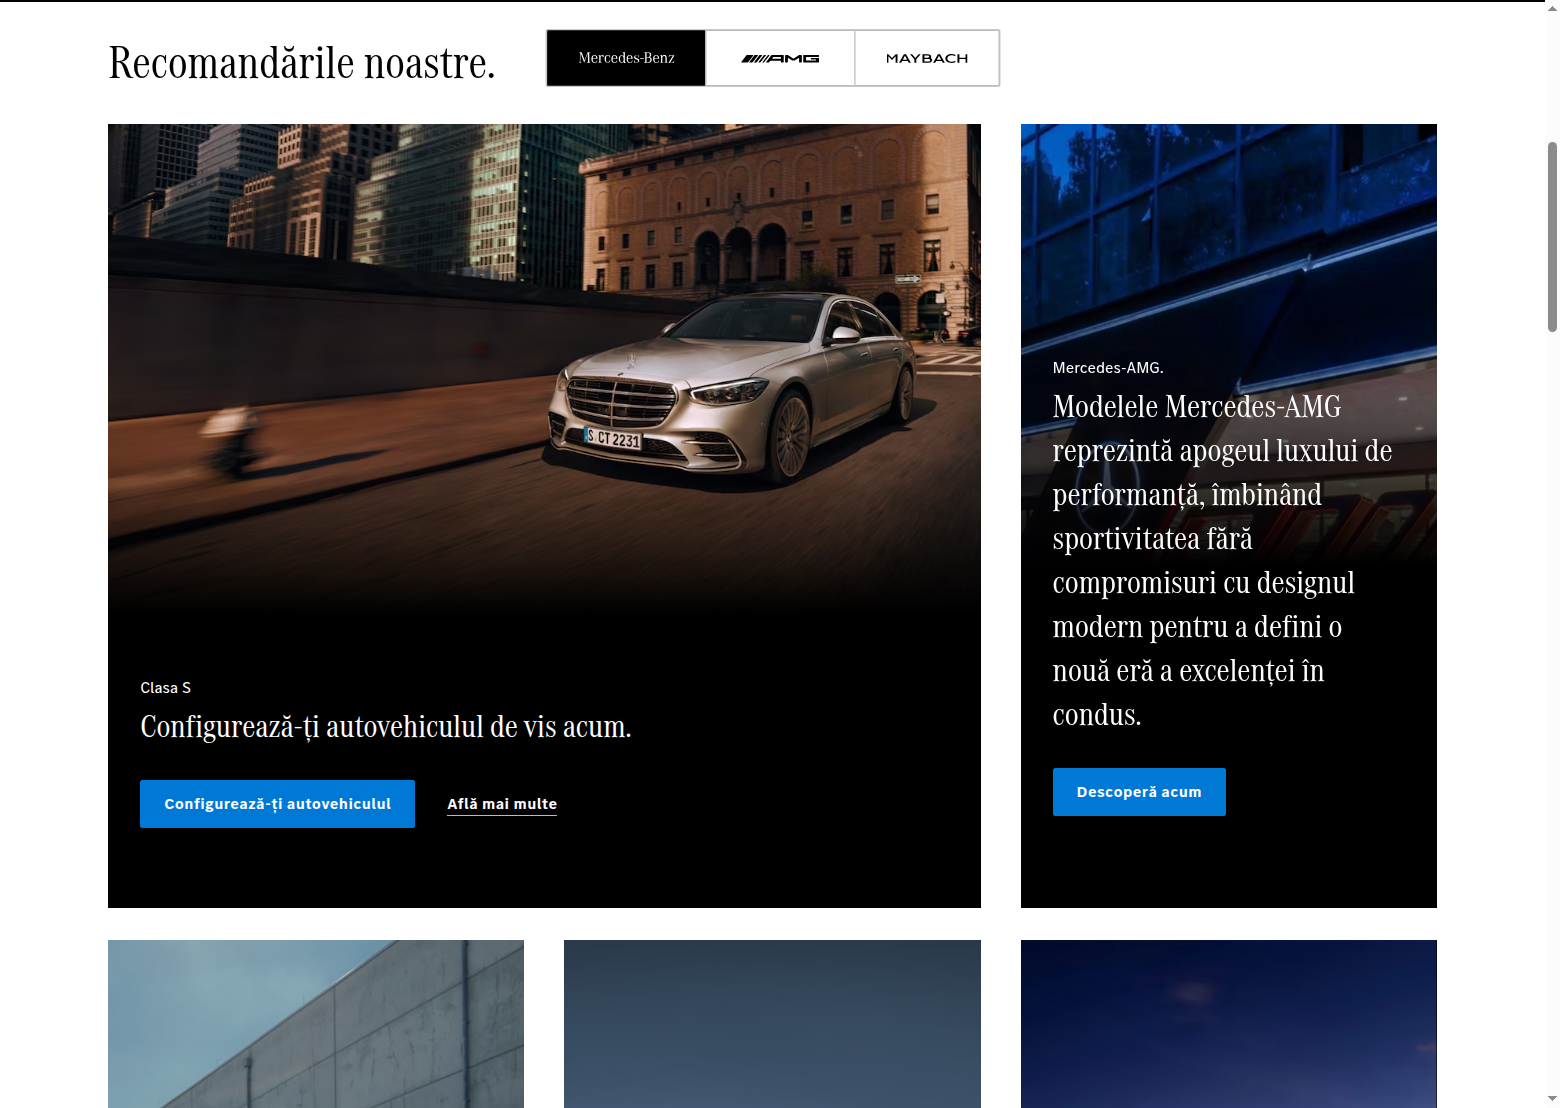 Recomandările noastre.
Mercedes-Benz
AMG
MAYBACH
S CT 2231
Clasa S
Configurează-ți autovehiculul de vis acum.
Configurează-ți autovehiculul
Află mai multe
Mercedes-AMG.
Modelele Mercedes-AMG
reprezintă apogeul luxului de
performanță, îmbinând
sportivitatea fără
compromisuri cu designul
modern pentru a defini o
nouă eră a excelenței în
condus.
Descoperă acum